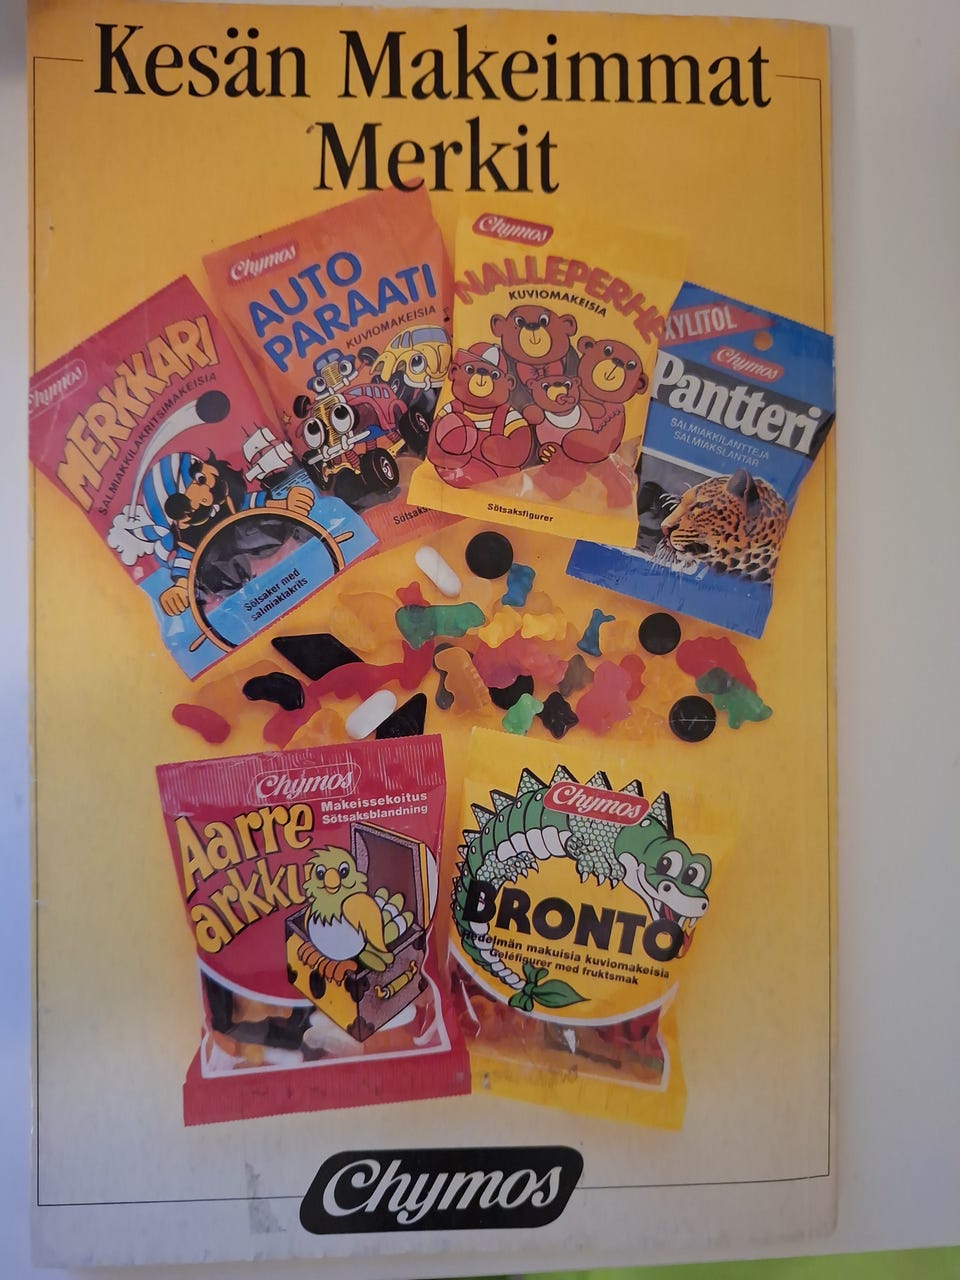 Kesän Makeimmat
Merkit
Chymos
MERKKARI
SALMIAKKILAKRITSIMAKEISIA
Sötsaker med
salmiaklakrits
Chymos
AUTO
PARAATI
KUVIOMAKEISIA
Chymos
NALLEPERHE
KUVIOMAKEISIA
Sötsaksfigurer
XYLITOL
Chymos
Pantteri
SALMIAKKILANTTEJA
SALMIAKSLANTAR
Chymos
Makeissekoitus
Sötsaksblandning
Aarre
arkku
Chymos
BRONTO
Hedelmän makuisia kuviomakeisia
Geléfigurer med fruktsmak
Chymos